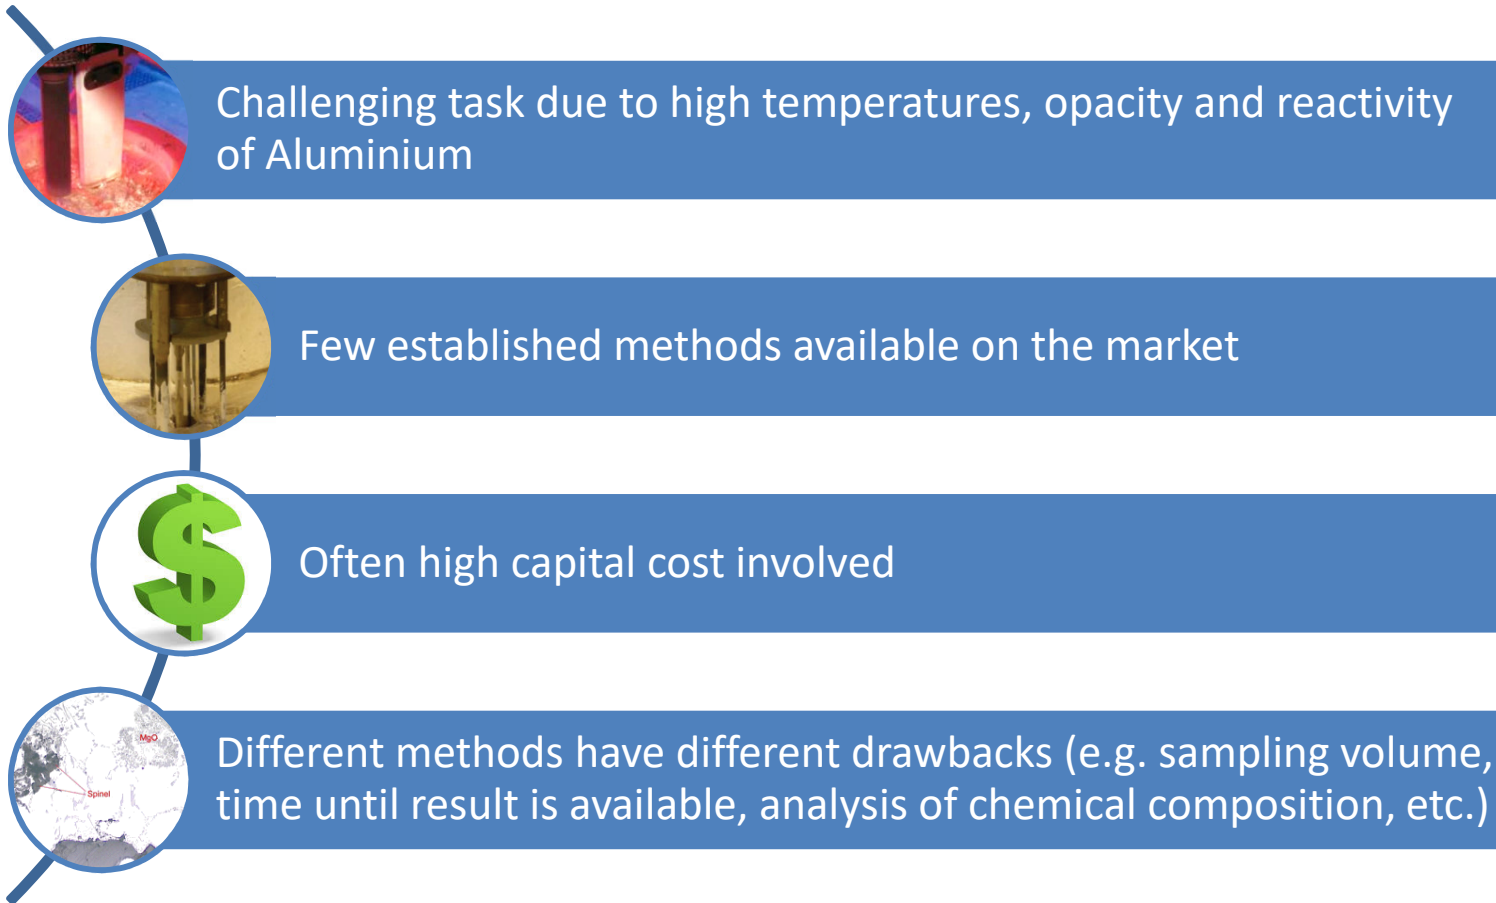 Challenging task due to high temperatures, opacity and reactivity
of Aluminium
Few established methods available on the market
$
Often high capital cost involved
MgO
Spinel
Different methods have different drawbacks (e.g. sampling volume,
time until result is available, analysis of chemical composition, etc.)